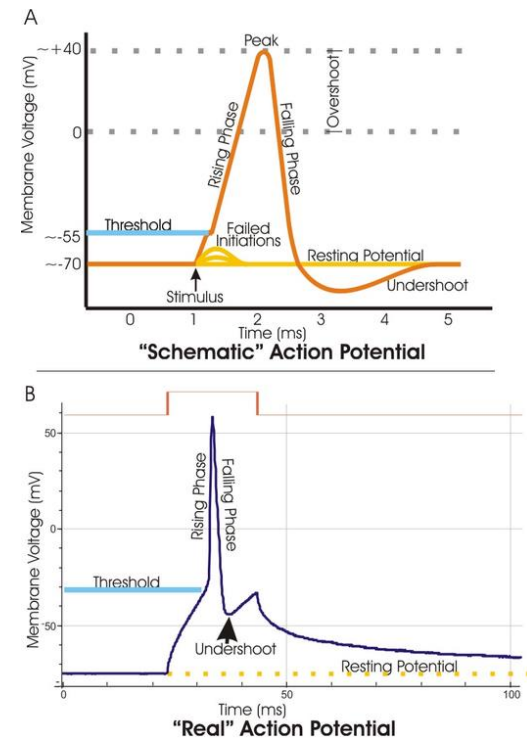 A
Membrane Voltage (mV)
~+40
0
~-55
~-70
Peak
Overshoot
Rising Phase
Falling Phase
Threshold
Failed
Initiations
Resting Potential
Undershoot
Stimulus
0 1 2 3 4 5
Time (ms)
“Schematic” Action Potential
B
Membrane Voltage (mV)
50
0
-50
Rising Phase
Falling Phase
Threshold
Undershoot
Resting Potential
0 50 100
Time (ms)
“Real” Action Potential